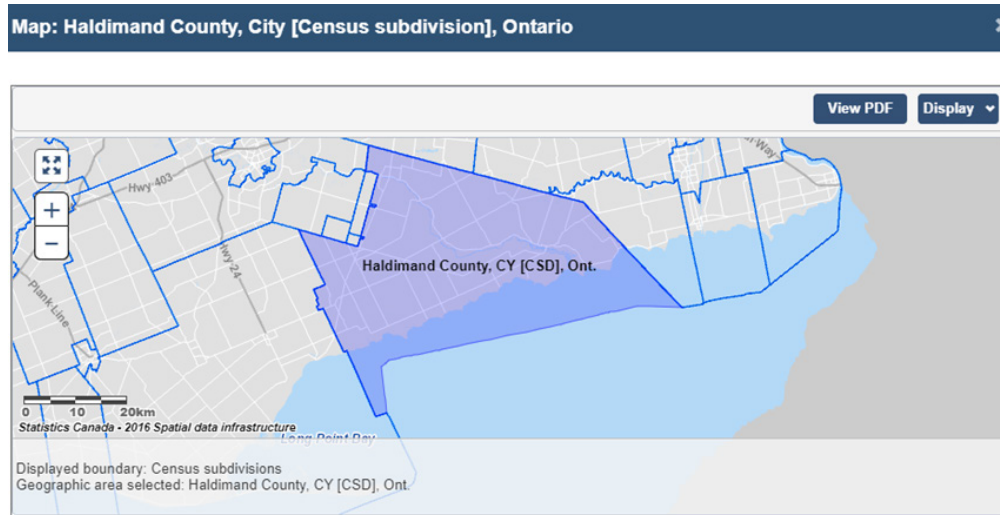 Map: Haldimand County, City [Census subdivision], Ontario
View PDF Display
Hwy 403
Way
+
−
Hwy 24
Haldimand County, CY [CSD], Ont.
Plank Line
0 10 20km
Statistics Canada - 2016 Spatial data infrastructure
Long Point Bay
Displayed boundary: Census subdivisions
Geographic area selected: Haldimand County, CY [CSD], Ont.